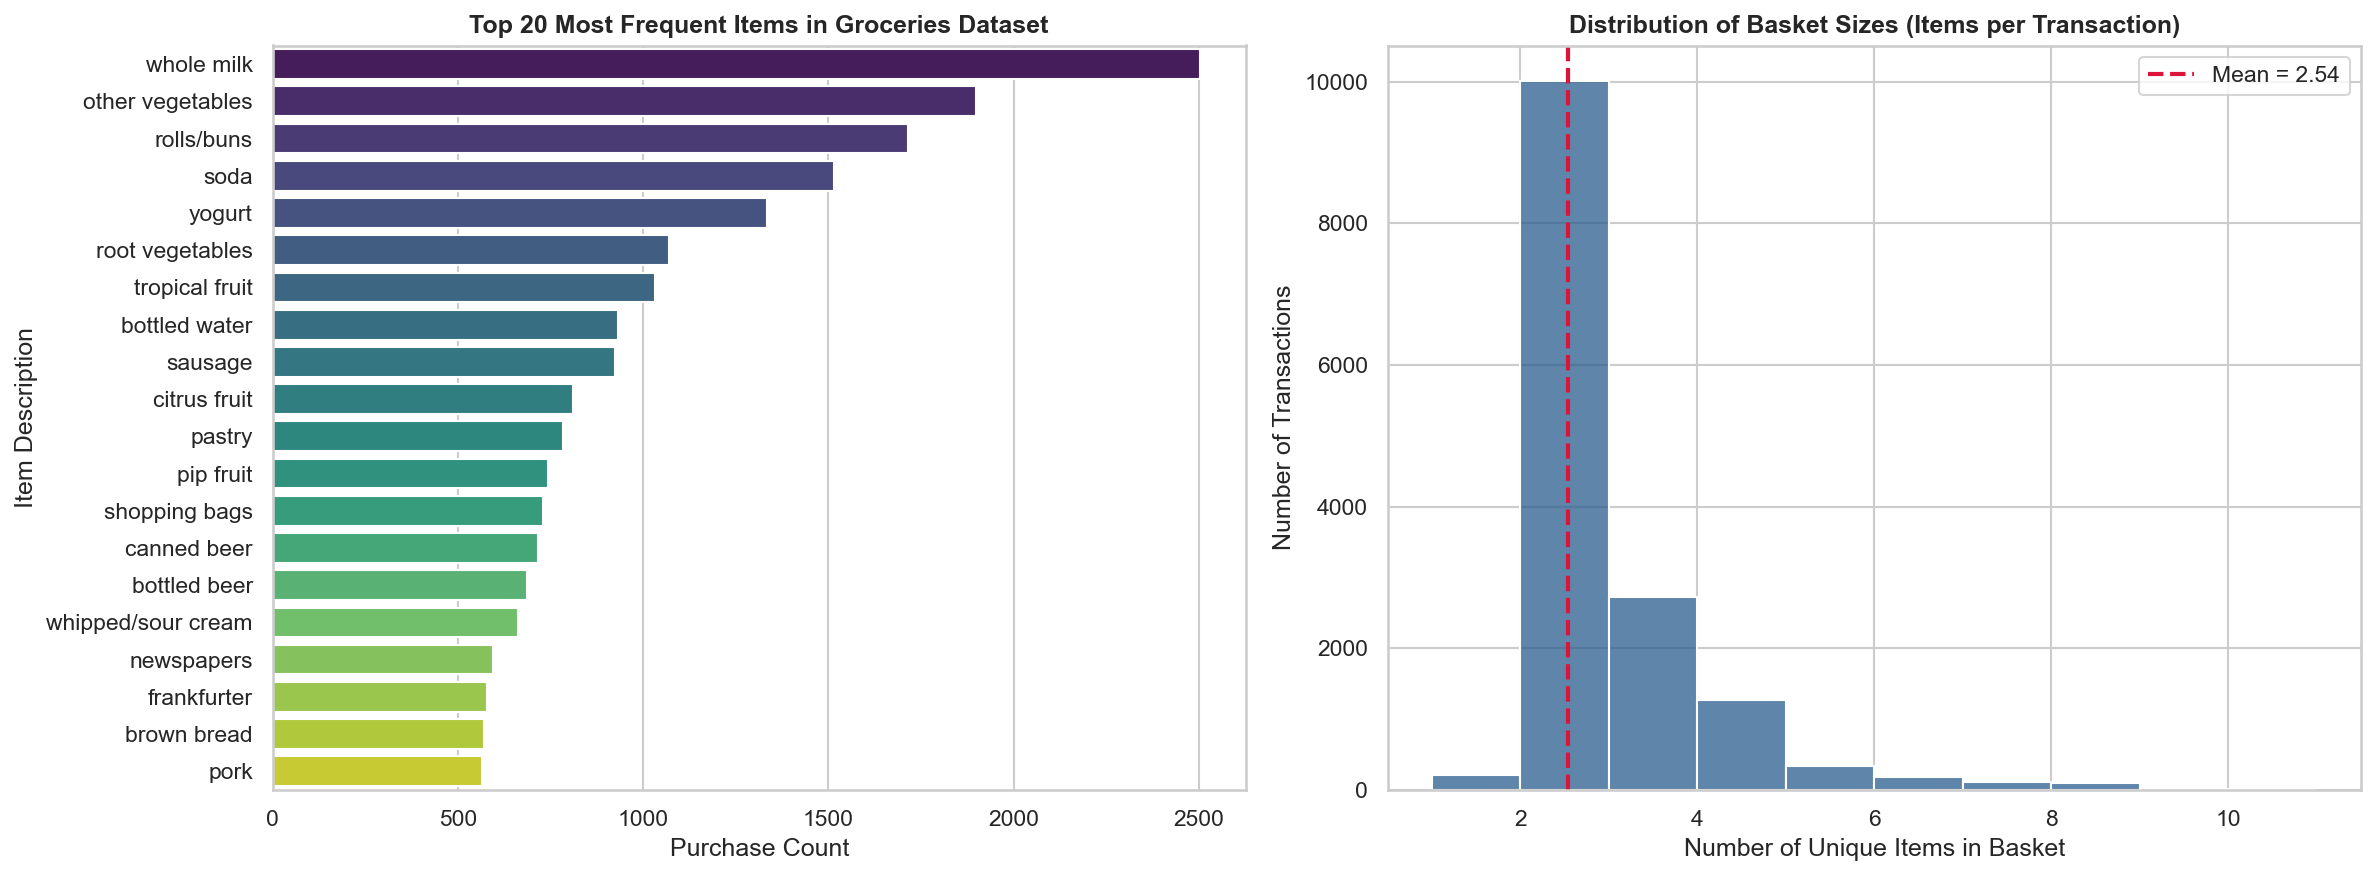 Top 20 Most Frequent Items in Groceries Dataset
Item Description
whole milk
other vegetables
rolls/buns
soda
yogurt
root vegetables
tropical fruit
bottled water
sausage
citrus fruit
pastry
pip fruit
shopping bags
canned beer
bottled beer
whipped/sour cream
newspapers
frankfurter
brown bread
pork
0 500 1000 1500 2000 2500
Purchase Count
Distribution of Basket Sizes (Items per Transaction)
Mean = 2.54
Number of Transactions
10000
8000
6000
4000
2000
0
2 4 6 8 10
Number of Unique Items in Basket